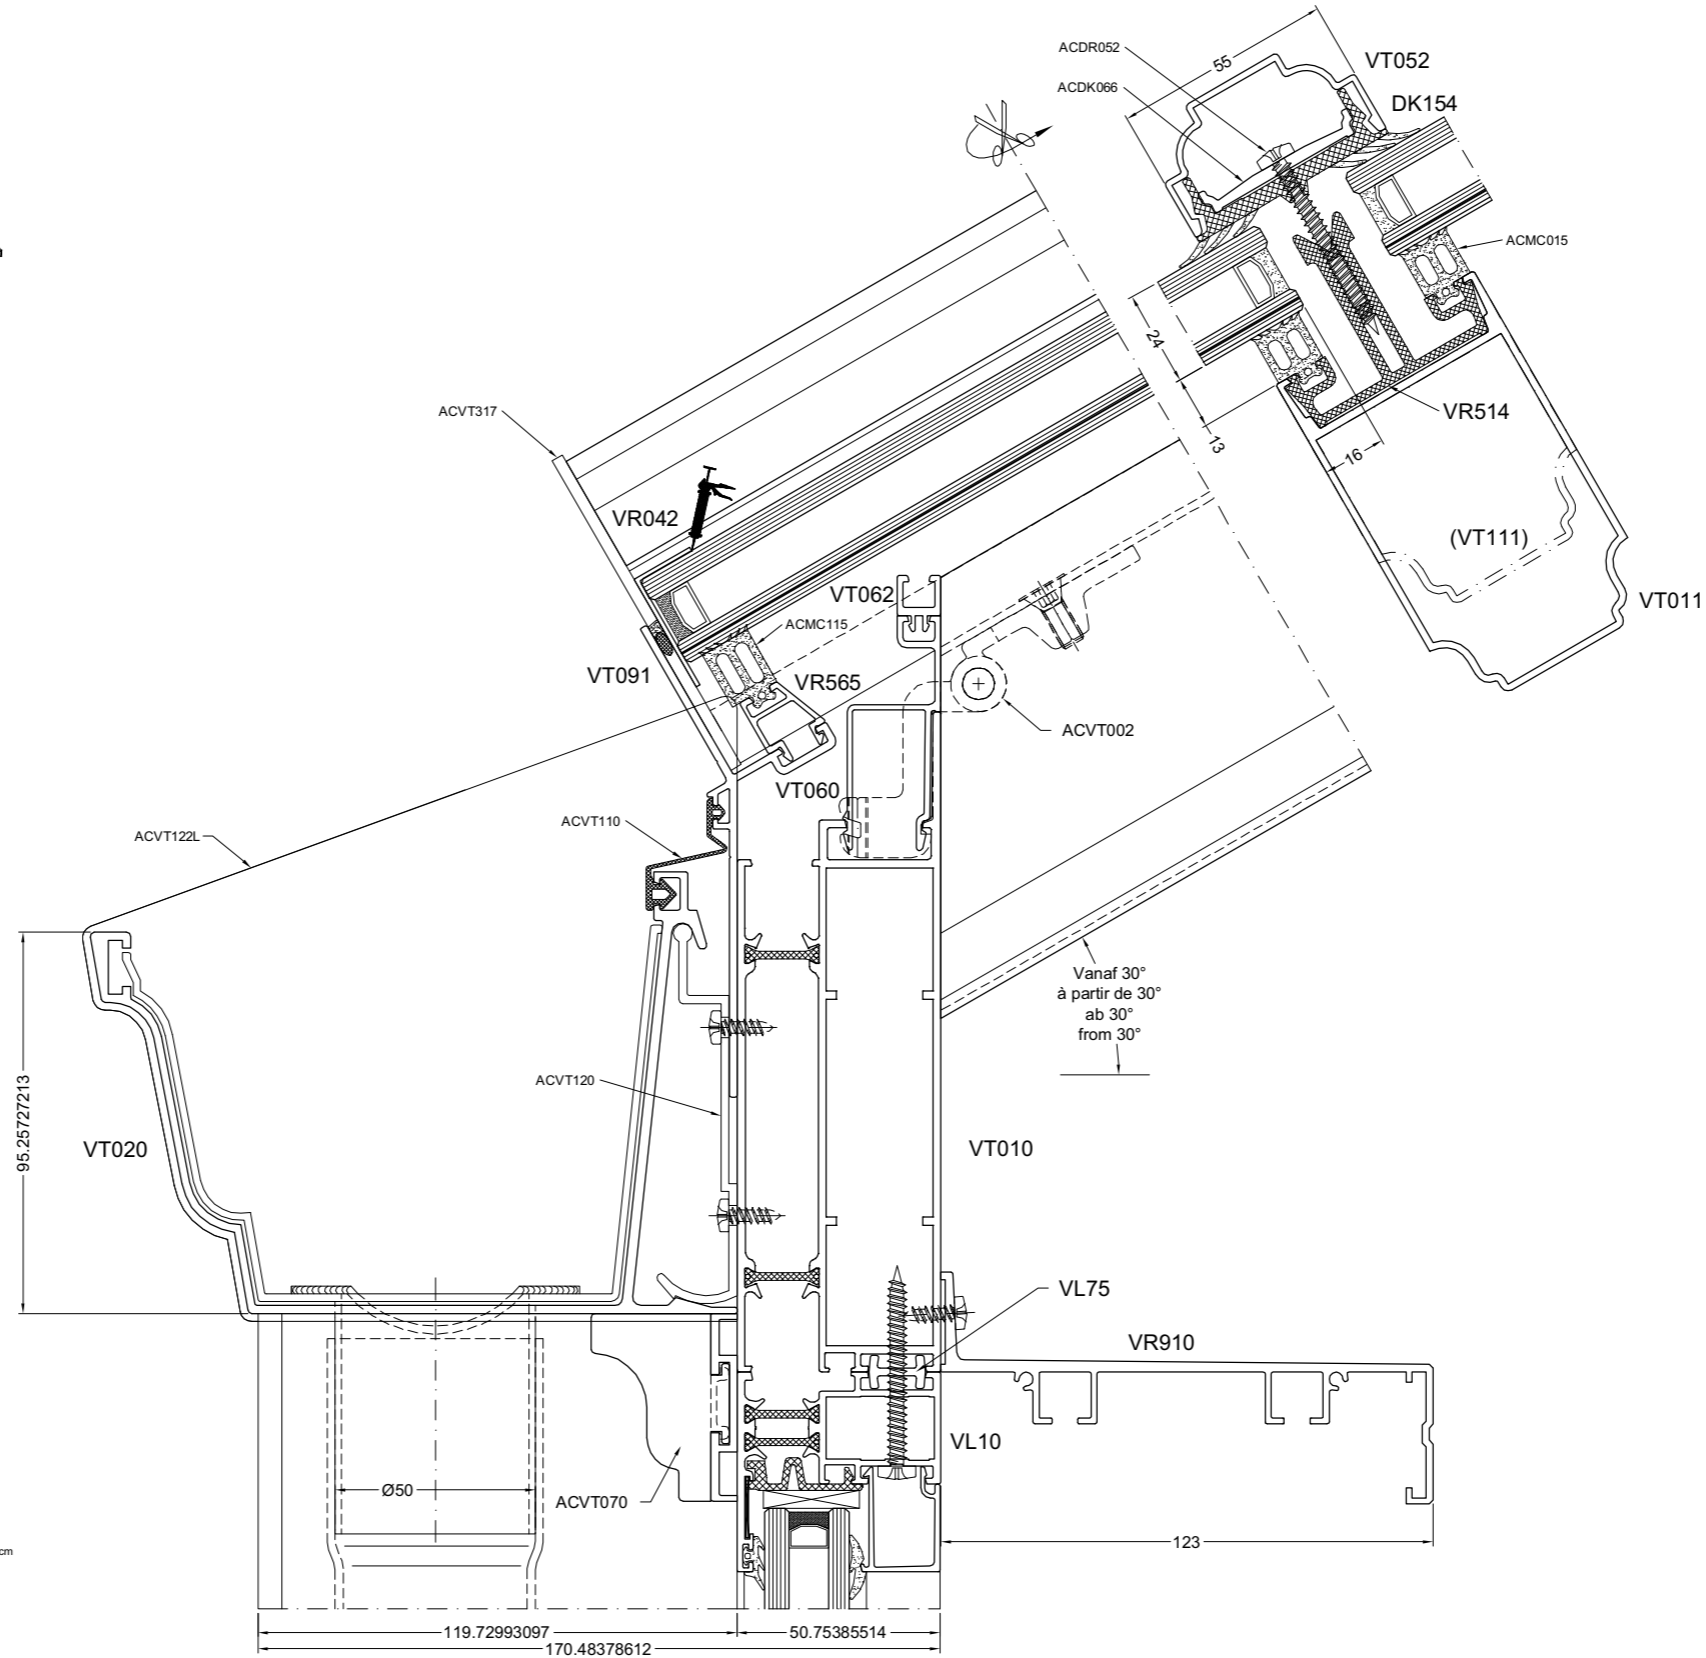 ACDR052
55
VT052
ACDK066
DK154
ACMC015
24
13
VR514
16
ACVT317
VR042
(VT111)
VT011
VT062
ACMC115
VT091
VR565
ACVT002
VT060
ACVT110
ACVT122L
Vanaf 30°
à partir de 30°
ab 30°
from 30°
95.25727213
ACVT120
VT020
VT010
VL75
VR910
VL10
Ø50
ACVT070
123
cm
119.72993097
50.75385514
170.48378612